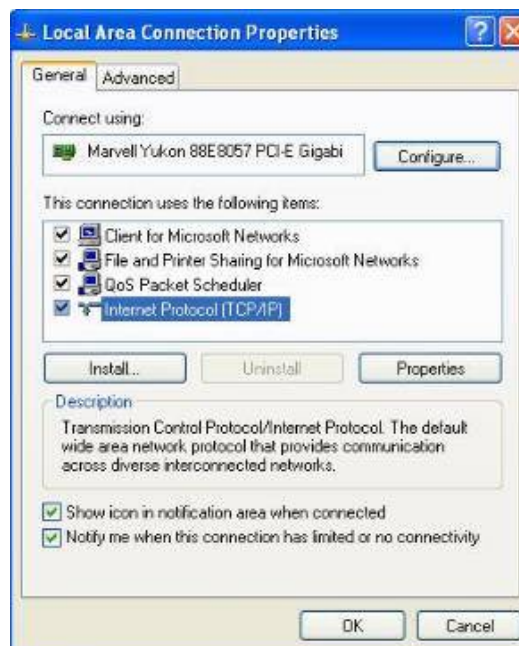 Local Area Connection Properties
General
Advanced
Connect using:
Marvell Yukon 88E8057 PCI-E Gigabi
Configure...
This connection uses the following items:
Client for Microsoft Networks
File and Printer Sharing for Microsoft Networks
QoS Packet Scheduler
Internet Protocol (TCP/IP)
Install...
Uninstall
Properties
Description
Transmission Control Protocol/Internet Protocol. The default
wide area network protocol that provides communication
across diverse interconnected networks.
Show icon in notification area when connected
Notify me when this connection has limited or no connectivity
OK
Cancel